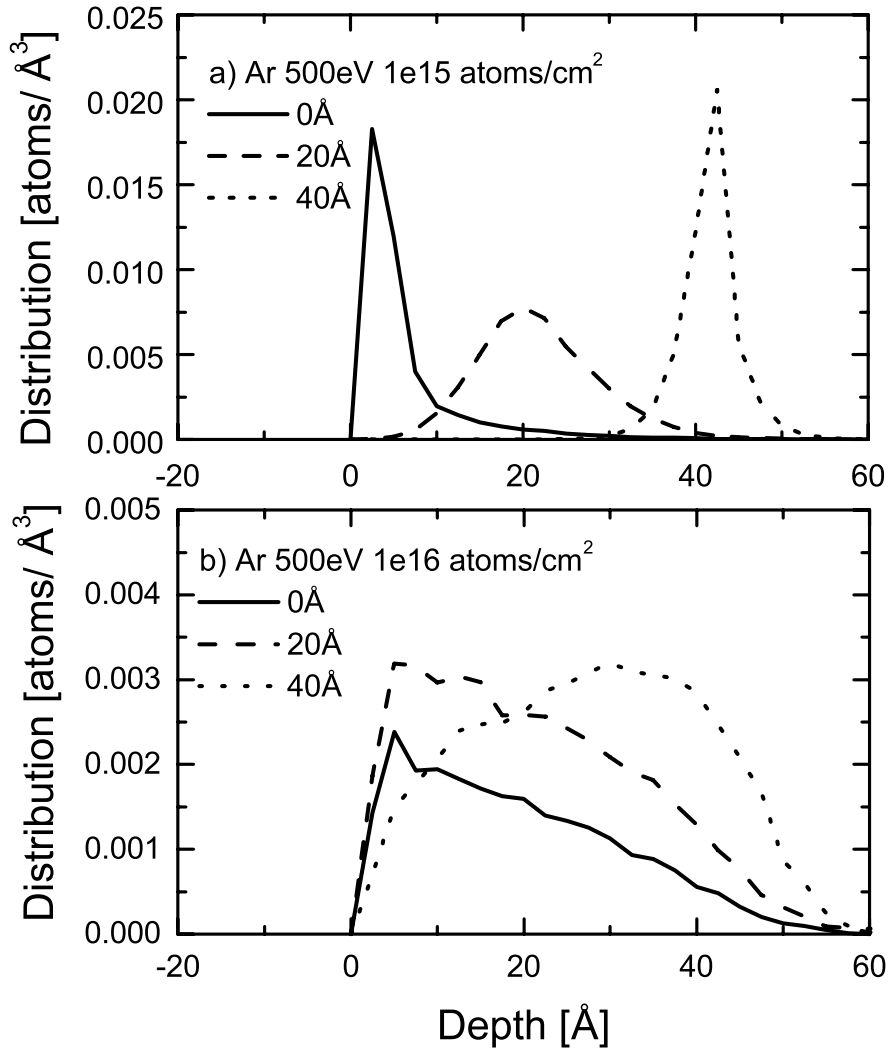 0.025
a) Ar 500eV 1e15 atoms/cm²
0.020
0Å
20Å
0.015
40Å
0.010
0.005
0.000
-20 0 20 40 60
Distribution [atoms/ Å³]
0.005
b) Ar 500eV 1e16 atoms/cm²
0.004
0Å
20Å
0.003
40Å
0.002
0.001
0.000
-20 0 20 40 60
Distribution [atoms/ Å³]
Depth [Å]